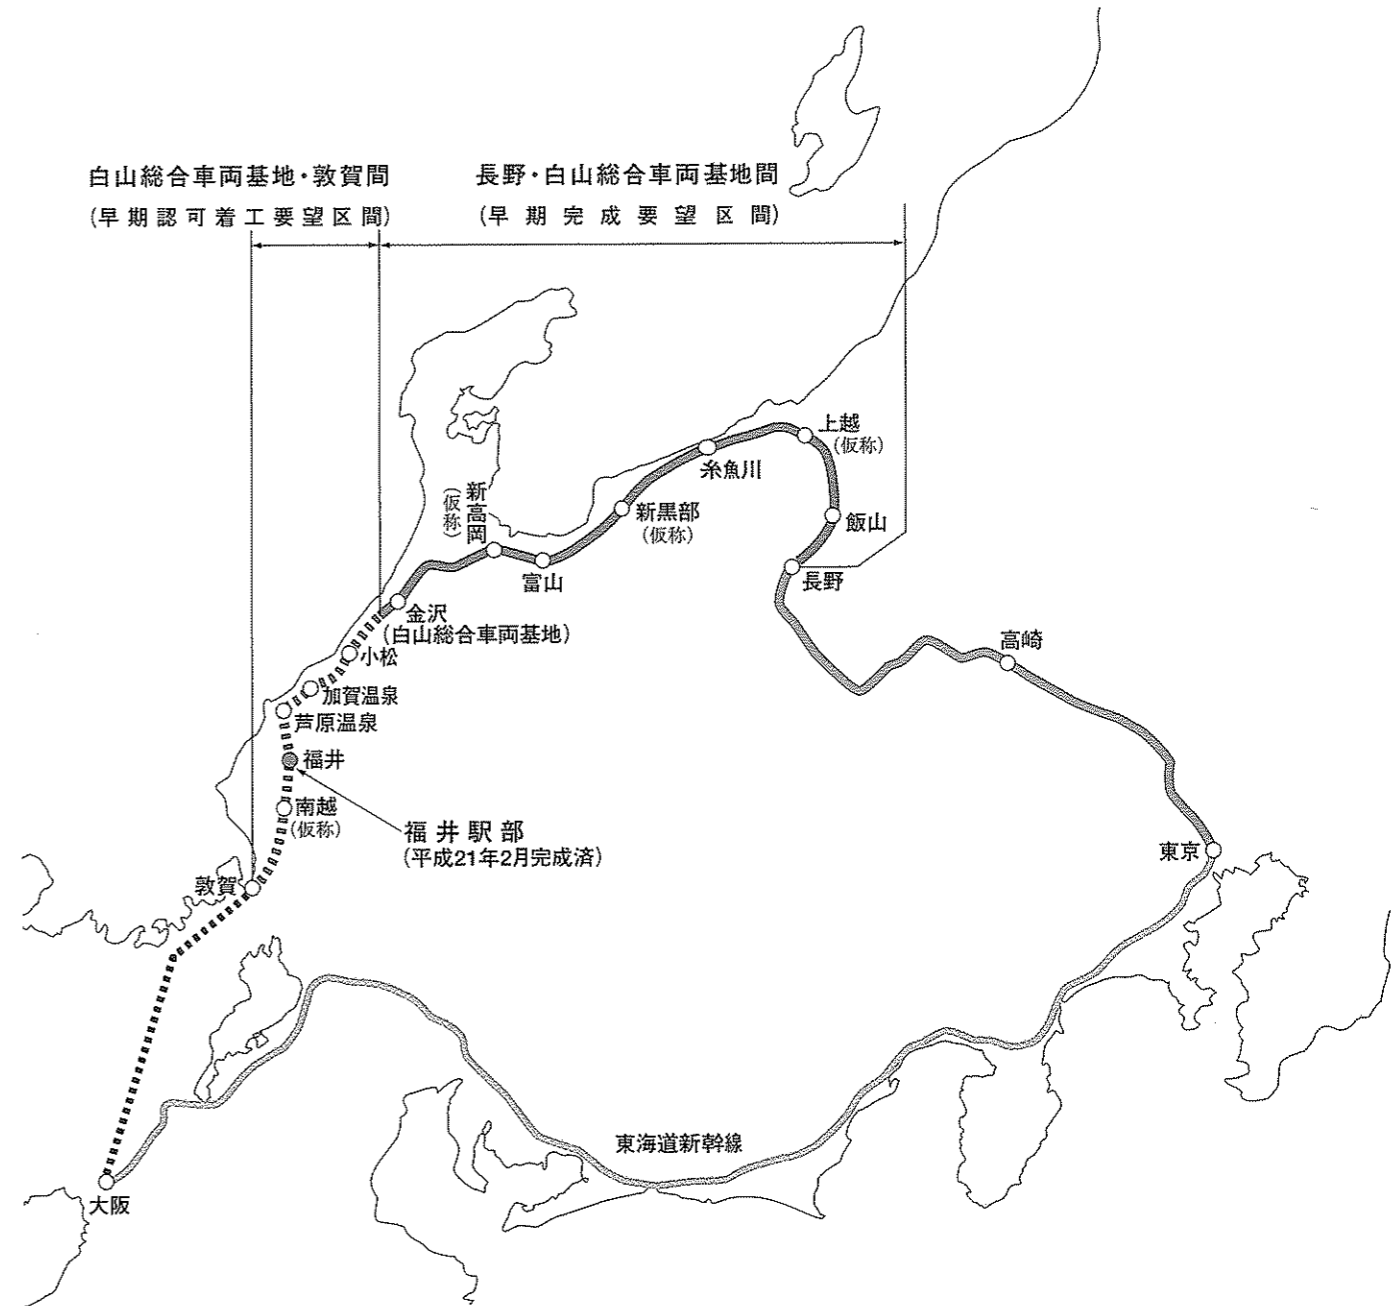 白山総合車両基地・敦賀間
(早期認可着工要望区間)
長野・白山総合車両基地間
(早期完成要望区間)
上越
(仮称)
糸魚川
新高岡
(仮称)
新黒部
(仮称)
飯山
富山
長野
金沢
(白山総合車両基地)
小松
高崎
加賀温泉
芦原温泉
福井
南越
(仮称)
福井駅部
(平成21年2月完成済)
東京
敦賀
東海道新幹線
大阪